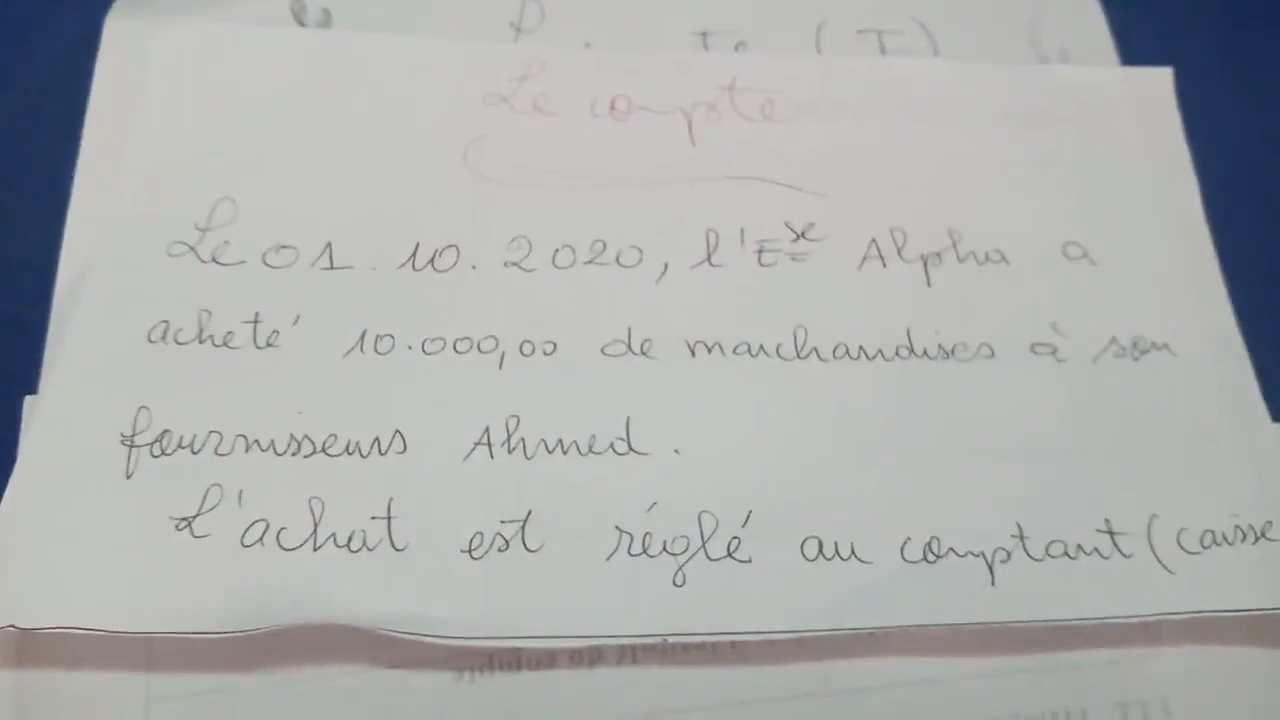 Le compte
Le 01.10.2020, l'Ese Alpha a
acheté 10.000,00 de marchandises à son
fournisseurs Ahmed.
L'achat est réglé au comptant (caisse